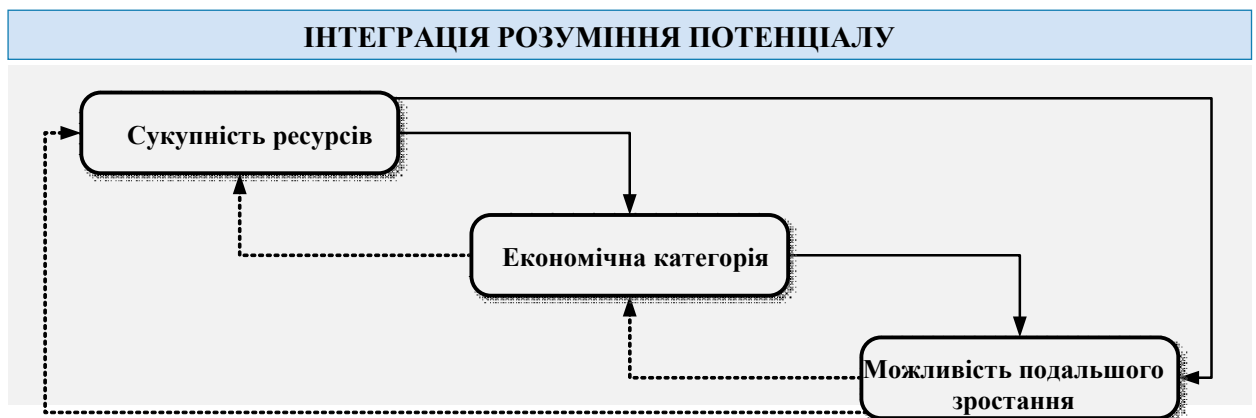 ІНТЕГРАЦІЯ РОЗУМІННЯ ПОТЕНЦІАЛУ
Сукупність ресурсів
Економічна категорія
Можливість подальшого
зростання